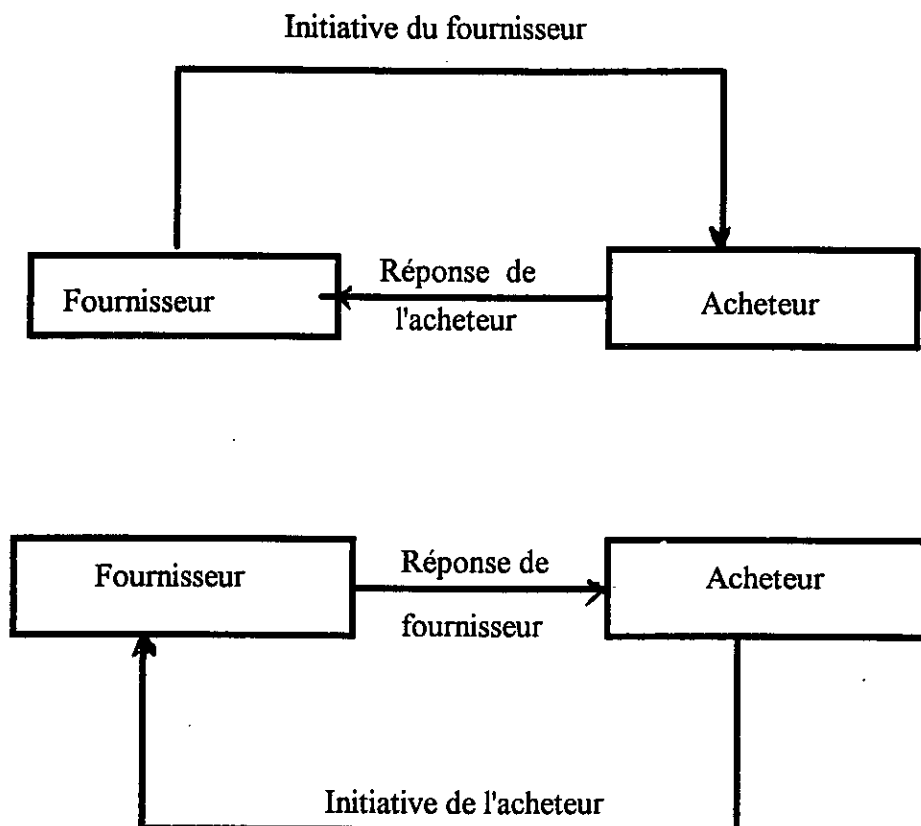 Initiative du fournisseur
Fournisseur
Réponse de
l'acheteur
Acheteur
Fournisseur
Réponse de
fournisseur
Acheteur
Initiative de l'acheteur